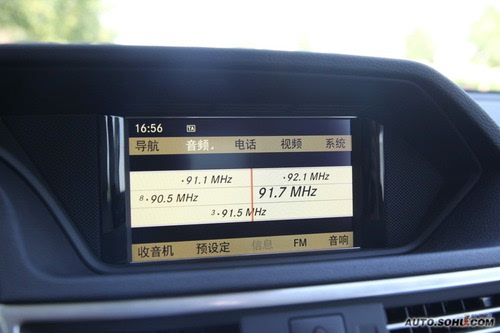 16:56 TA
导航 音频 电话 视频 系统
·91.1 MHz ·92.1 MHz
8·90.5 MHz 91.7 MHz
3·91.5 MHz
收音机 预设定 信息 FM 音响
AUTO.SOHU.COM